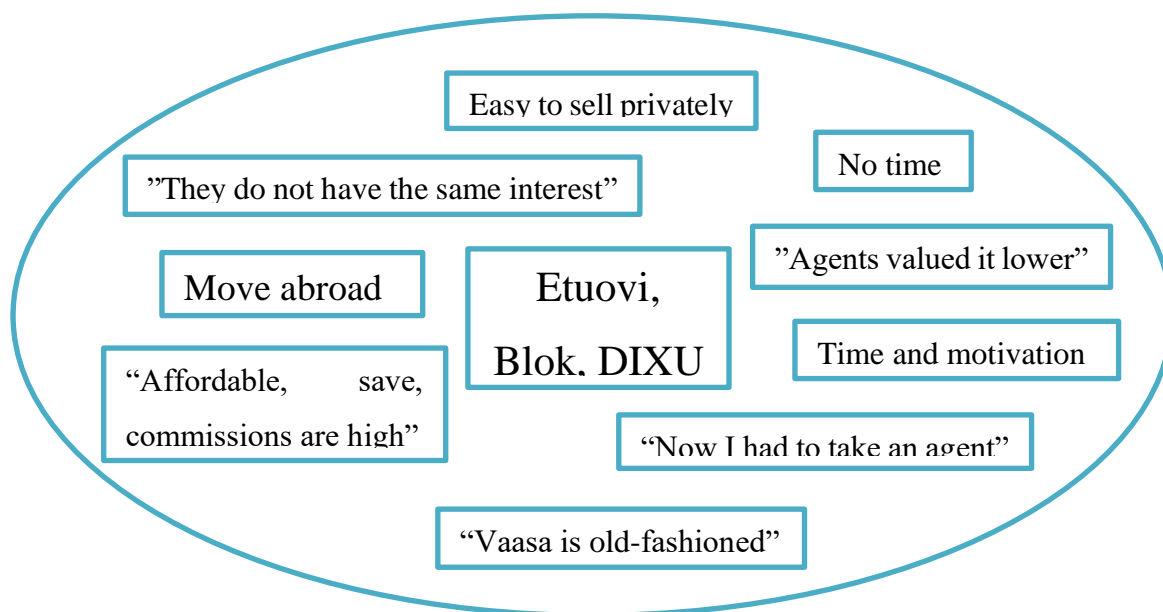 Easy to sell privately
No time
”They do not have the same interest”
”Agents valued it lower”
Move abroad
Etuovi,
Blok, DIXU
Time and motivation
“Affordable, save,
commissions are high”
“Now I had to take an agent”
“Vaasa is old-fashioned”